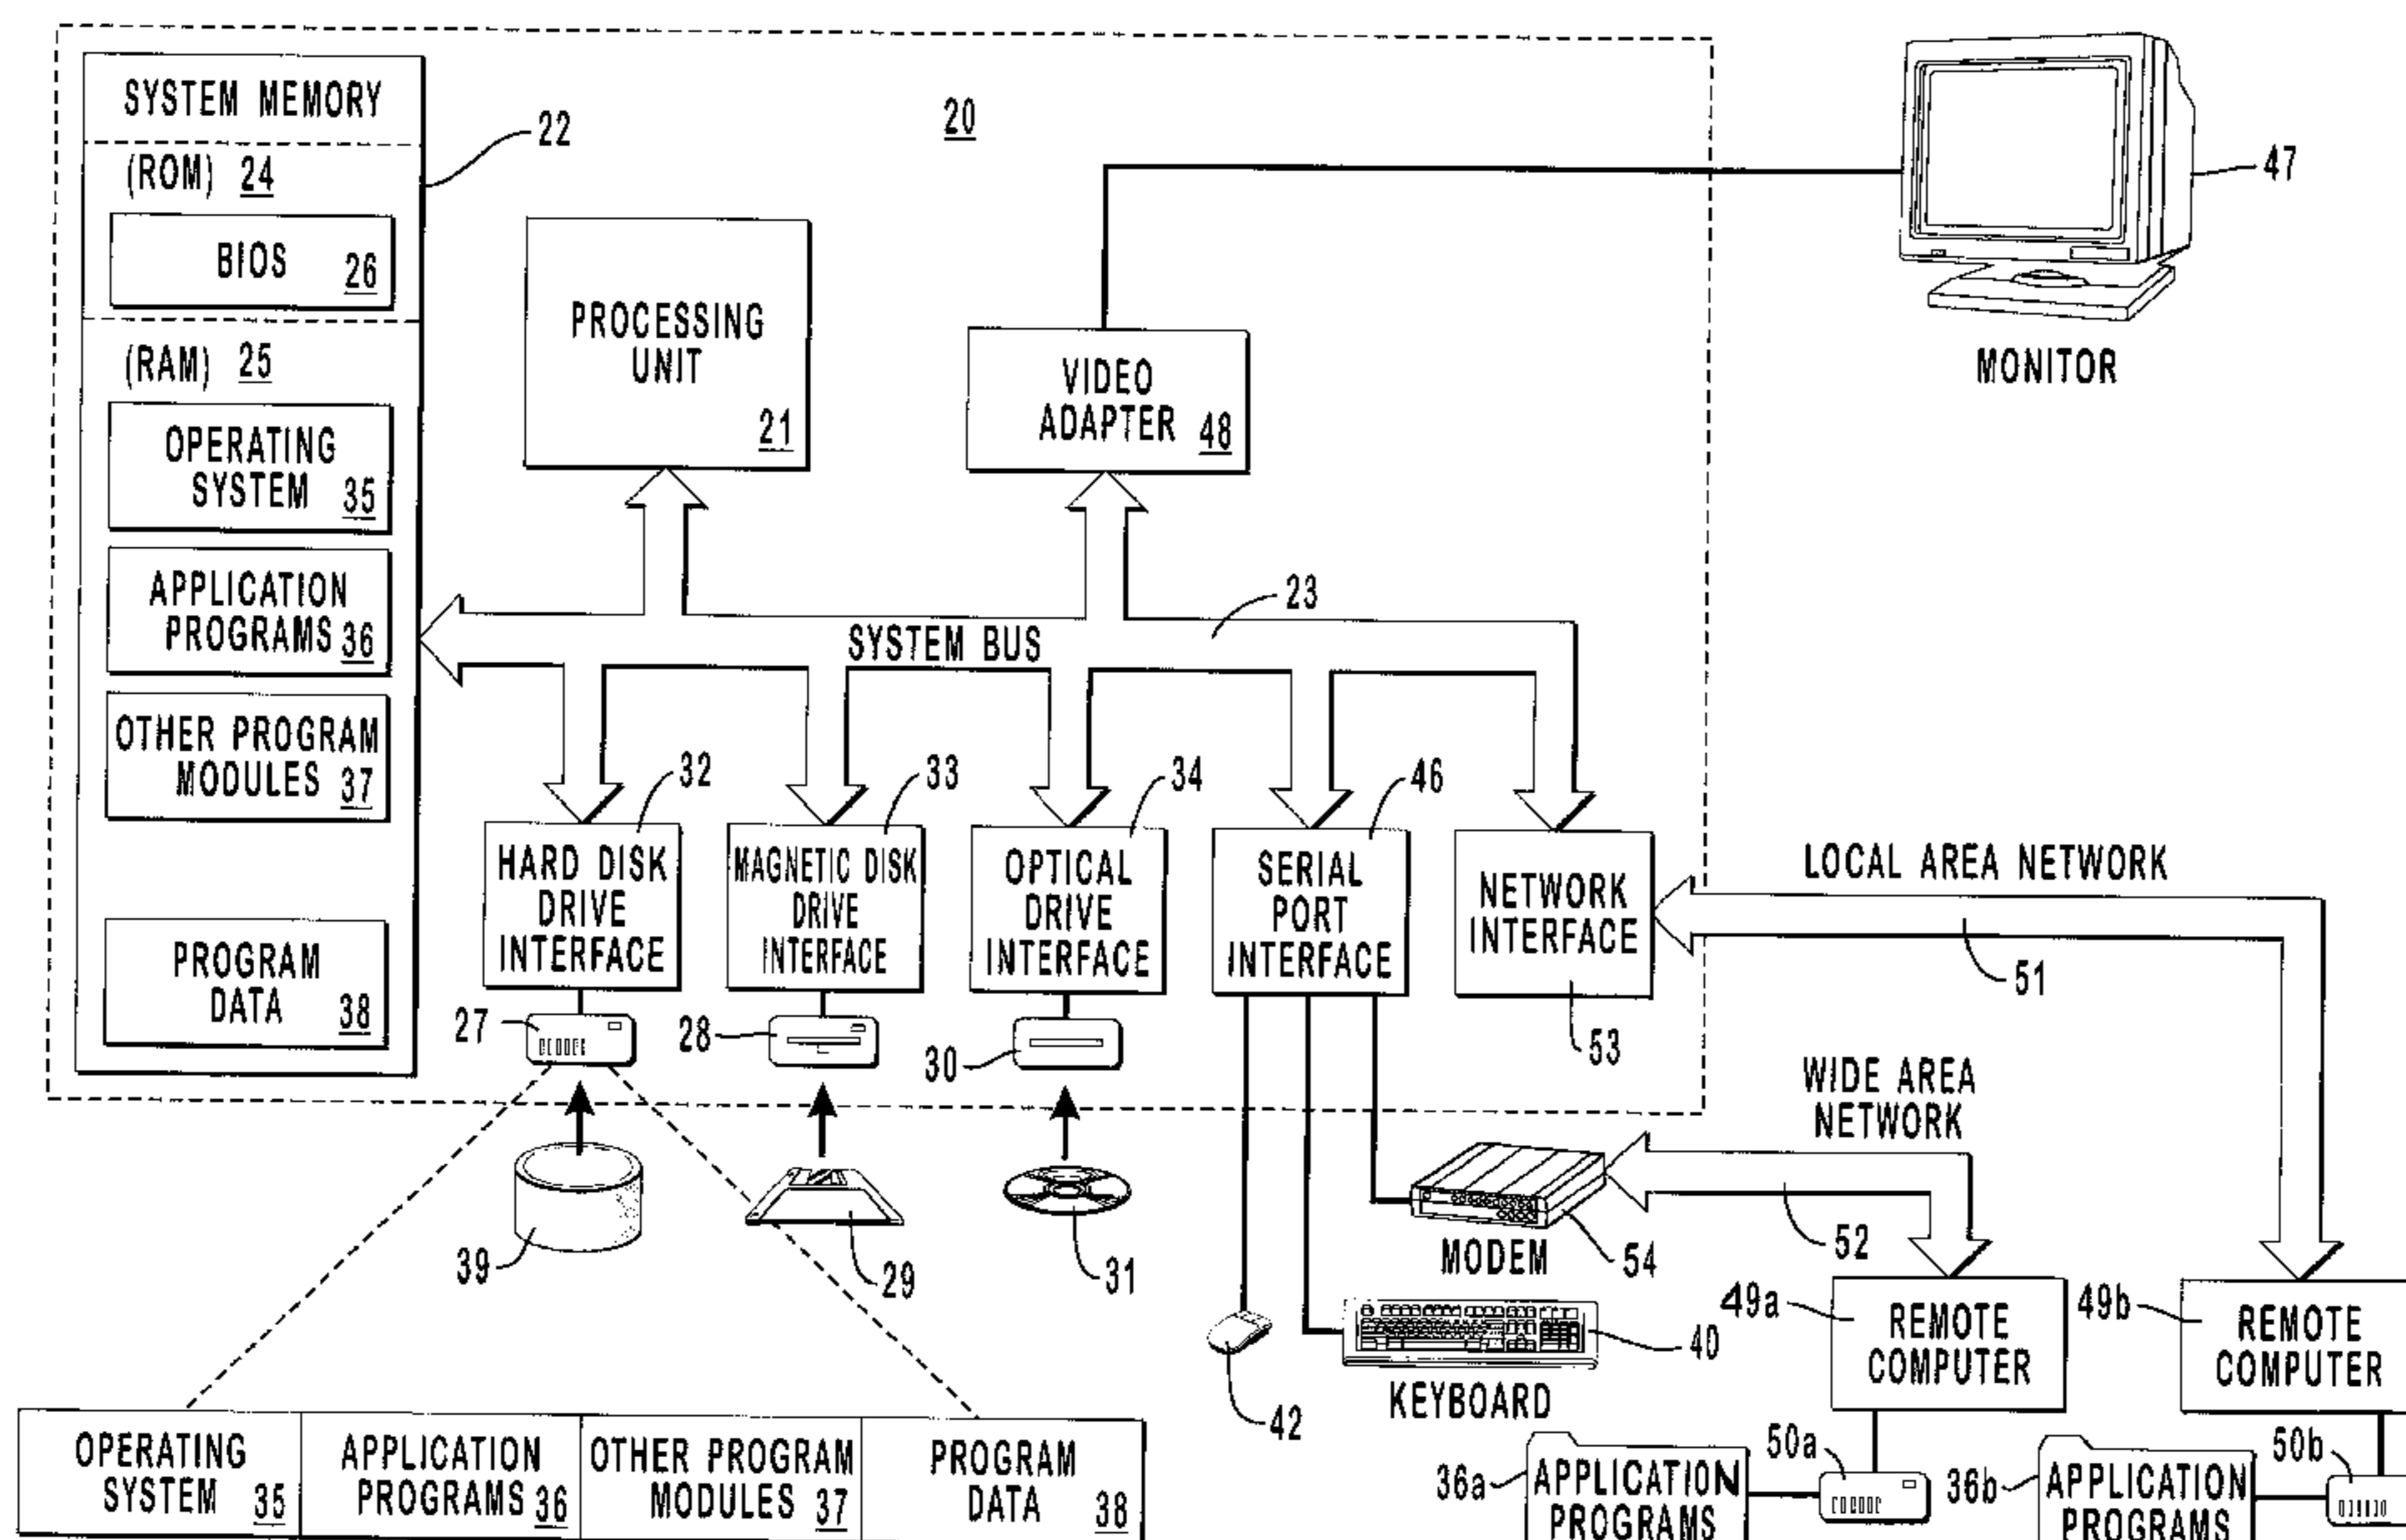 SYSTEM MEMORY
(ROM) 24
BIOS 26
(RAM) 25
OPERATING
SYSTEM 35
APPLICATION
PROGRAMS 36
OTHER PROGRAM
MODULES 37
PROGRAM
DATA 38
22
20
PROCESSING
UNIT
21
VIDEO
ADAPTER 48
47
MONITOR
23
SYSTEM BUS
32
HARD DISK
DRIVE
INTERFACE
33
MAGNETIC DISK
DRIVE
INTERFACE
34
OPTICAL
DRIVE
INTERFACE
46
SERIAL
PORT
INTERFACE
NETWORK
INTERFACE
53
LOCAL AREA NETWORK
51
27
28
30
39
29
31
WIDE AREA
NETWORK
52
MODEM
54
42
40
KEYBOARD
49a
REMOTE
COMPUTER
49b
REMOTE
COMPUTER
OPERATING
SYSTEM 35
APPLICATION
PROGRAMS 36
OTHER PROGRAM
MODULES 37
PROGRAM
DATA 38
36a
APPLICATION
PROGRAMS
50a
36b
APPLICATION
PROGRAMS
50b